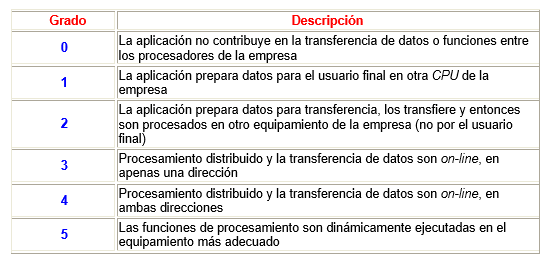 Grado Descripción
0 La aplicación no contribuye en la transferencia de datos o funciones entre
los procesadores de la empresa
1 La aplicación prepara datos para el usuario final en otra CPU de la
empresa
2 La aplicación prepara datos para transferencia, los transfiere y entonces
son procesados en otro equipamiento de la empresa (no por el usuario
final)
3 Procesamiento distribuido y la transferencia de datos son on-line, en
apenas una dirección
4 Procesamiento distribuido y la transferencia de datos son on-line, en
ambas direcciones
5 Las funciones de procesamiento son dinámicamente ejecutadas en el
equipamiento más adecuado